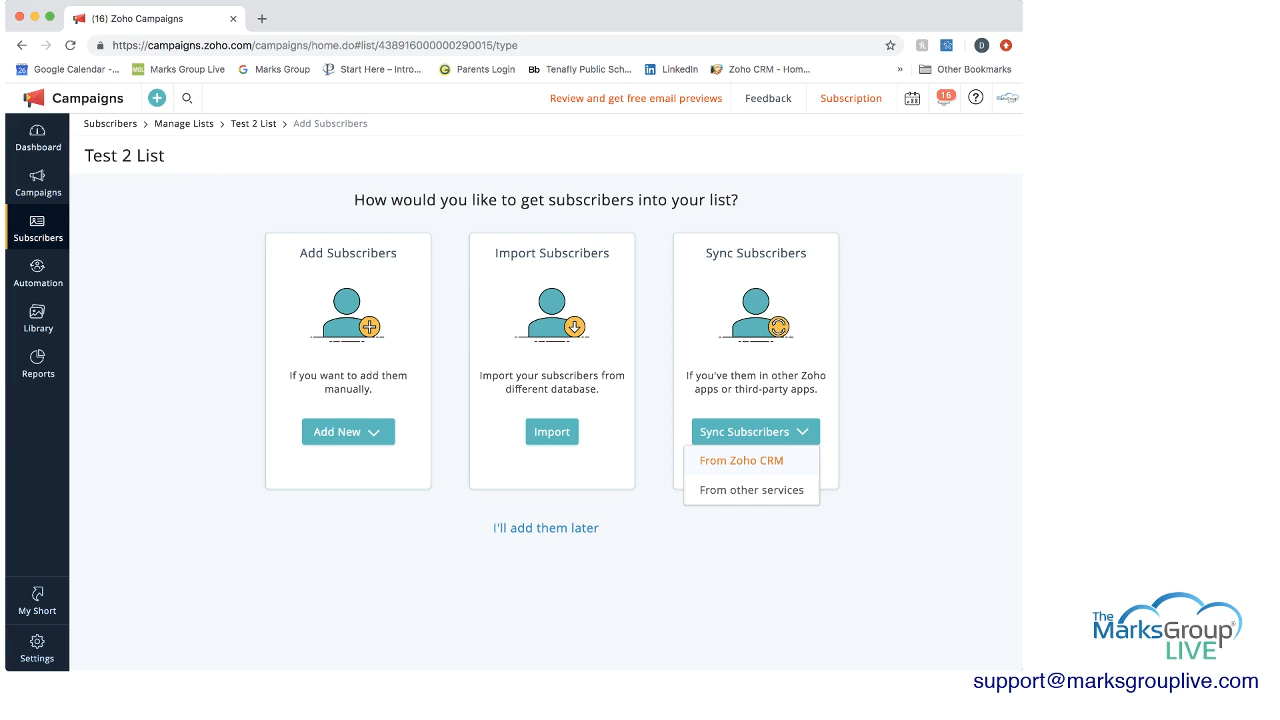 (16) Zoho Campaigns
https://campaigns.zoho.com/campaigns/home.do#list/438916000000290015/type
D
26 Google Calendar -...
MGL Marks Group Live
G Marks Group
Start Here – Intro...
Parents Login
Bb Tenafly Public Sch...
in LinkedIn
Zoho CRM - Hom...
»
Other Bookmarks
Campaigns
Review and get free email previews
Feedback
Subscription
16
Subscribers > Manage Lists > Test 2 List > Add Subscribers
Test 2 List
Dashboard
Campaigns
Subscribers
Automation
Library
Reports
My Short
Settings
How would you like to get subscribers into your list?
Add Subscribers
If you want to add them
manually.
Add New
Import Subscribers
Import your subscribers from
different database.
Import
Sync Subscribers
If you've them in other Zoho
apps or third-party apps.
Sync Subscribers
From Zoho CRM
From other services
I'll add them later
The
MarksGroup®
LIVE
support@marksgrouplive.com